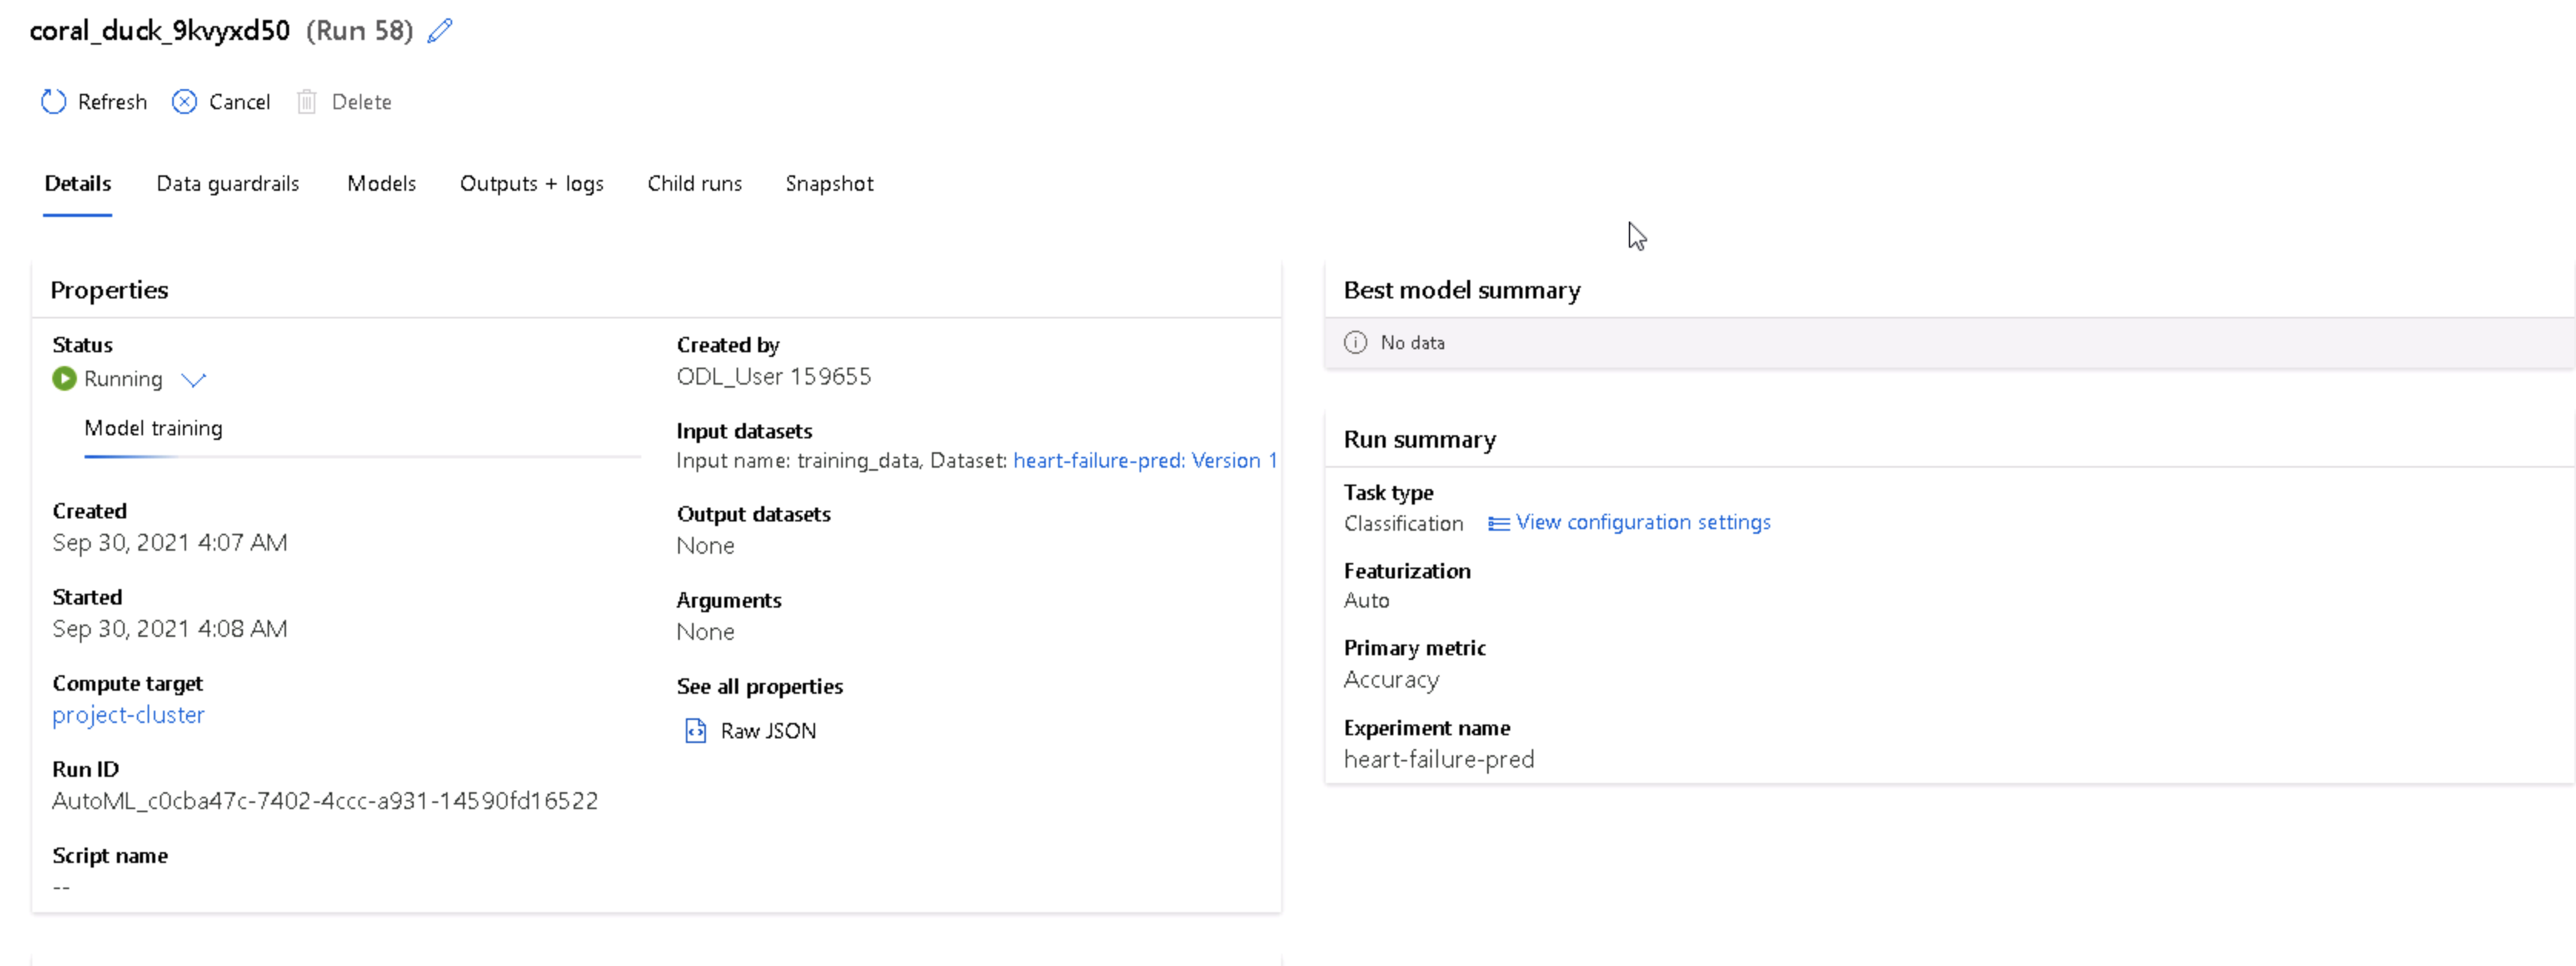 coral_duck_9kvyxd50 (Run 58)
Refresh Cancel Delete
Details Data guardrails Models Outputs + logs Child runs Snapshot
Properties
Status
Running
Model training
Created
Sep 30, 2021 4:07 AM
Started
Sep 30, 2021 4:08 AM
Compute target
project-cluster
Run ID
AutoML_c0cba47c-7402-4ccc-a931-14590fd16522
Script name
--
Created by
ODL_User 159655
Input datasets
Input name: training_data, Dataset: heart-failure-pred: Version 1
Output datasets
None
Arguments
None
See all properties
Raw JSON
Best model summary
No data
Run summary
Task type
Classification View configuration settings
Featurization
Auto
Primary metric
Accuracy
Experiment name
heart-failure-pred